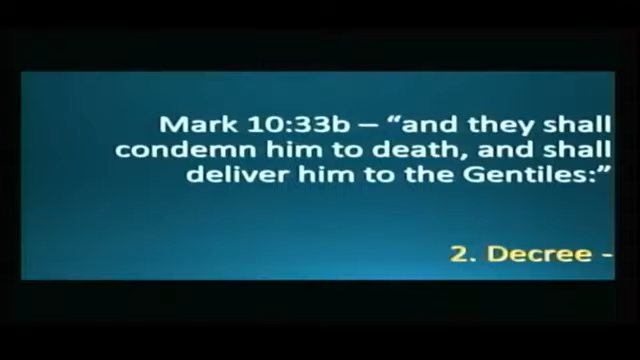 Mark 10:33b – “and they shall
condemn him to death, and shall
deliver him to the Gentiles:”
2. Decree -